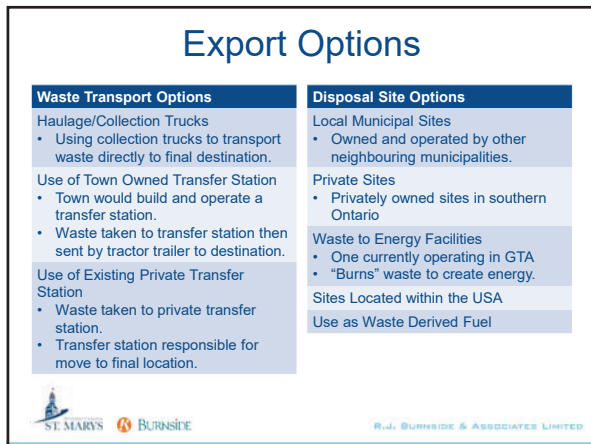 Export Options
Waste Transport Options
Haulage/Collection Trucks
• Using collection trucks to transport
waste directly to final destination.
Use of Town Owned Transfer Station
• Town would build and operate a
transfer station.
• Waste taken to transfer station then
sent by tractor trailer to destination.
Use of Existing Private Transfer
Station
• Waste taken to private transfer
station.
• Transfer station responsible for
move to final location.
Disposal Site Options
Local Municipal Sites
• Owned and operated by other
neighbouring municipalities.
Private Sites
• Privately owned sites in southern
Ontario
Waste to Energy Facilities
• One currently operating in GTA
• “Burns” waste to create energy.
Sites Located within the USA
Use as Waste Derived Fuel
ST. MARYS
BURNSIDE
R.J. BURNSIDE & ASSOCIATES LIMITED